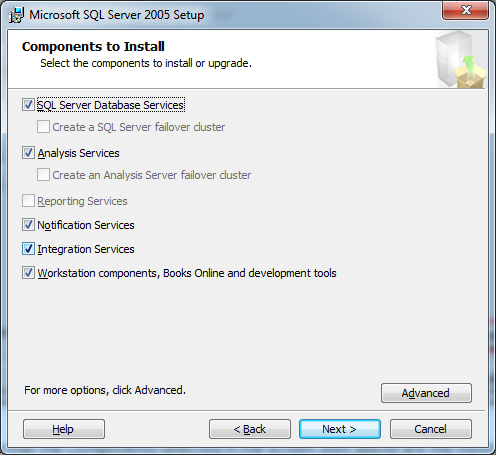 Microsoft SQL Server 2005 Setup
Components to Install
Select the components to install or upgrade.
SQL Server Database Services
Create a SQL Server failover cluster
Analysis Services
Create an Analysis Server failover cluster
Reporting Services
Notification Services
Integration Services
Workstation components, Books Online and development tools
For more options, click Advanced.
Advanced
Help
< Back
Next >
Cancel